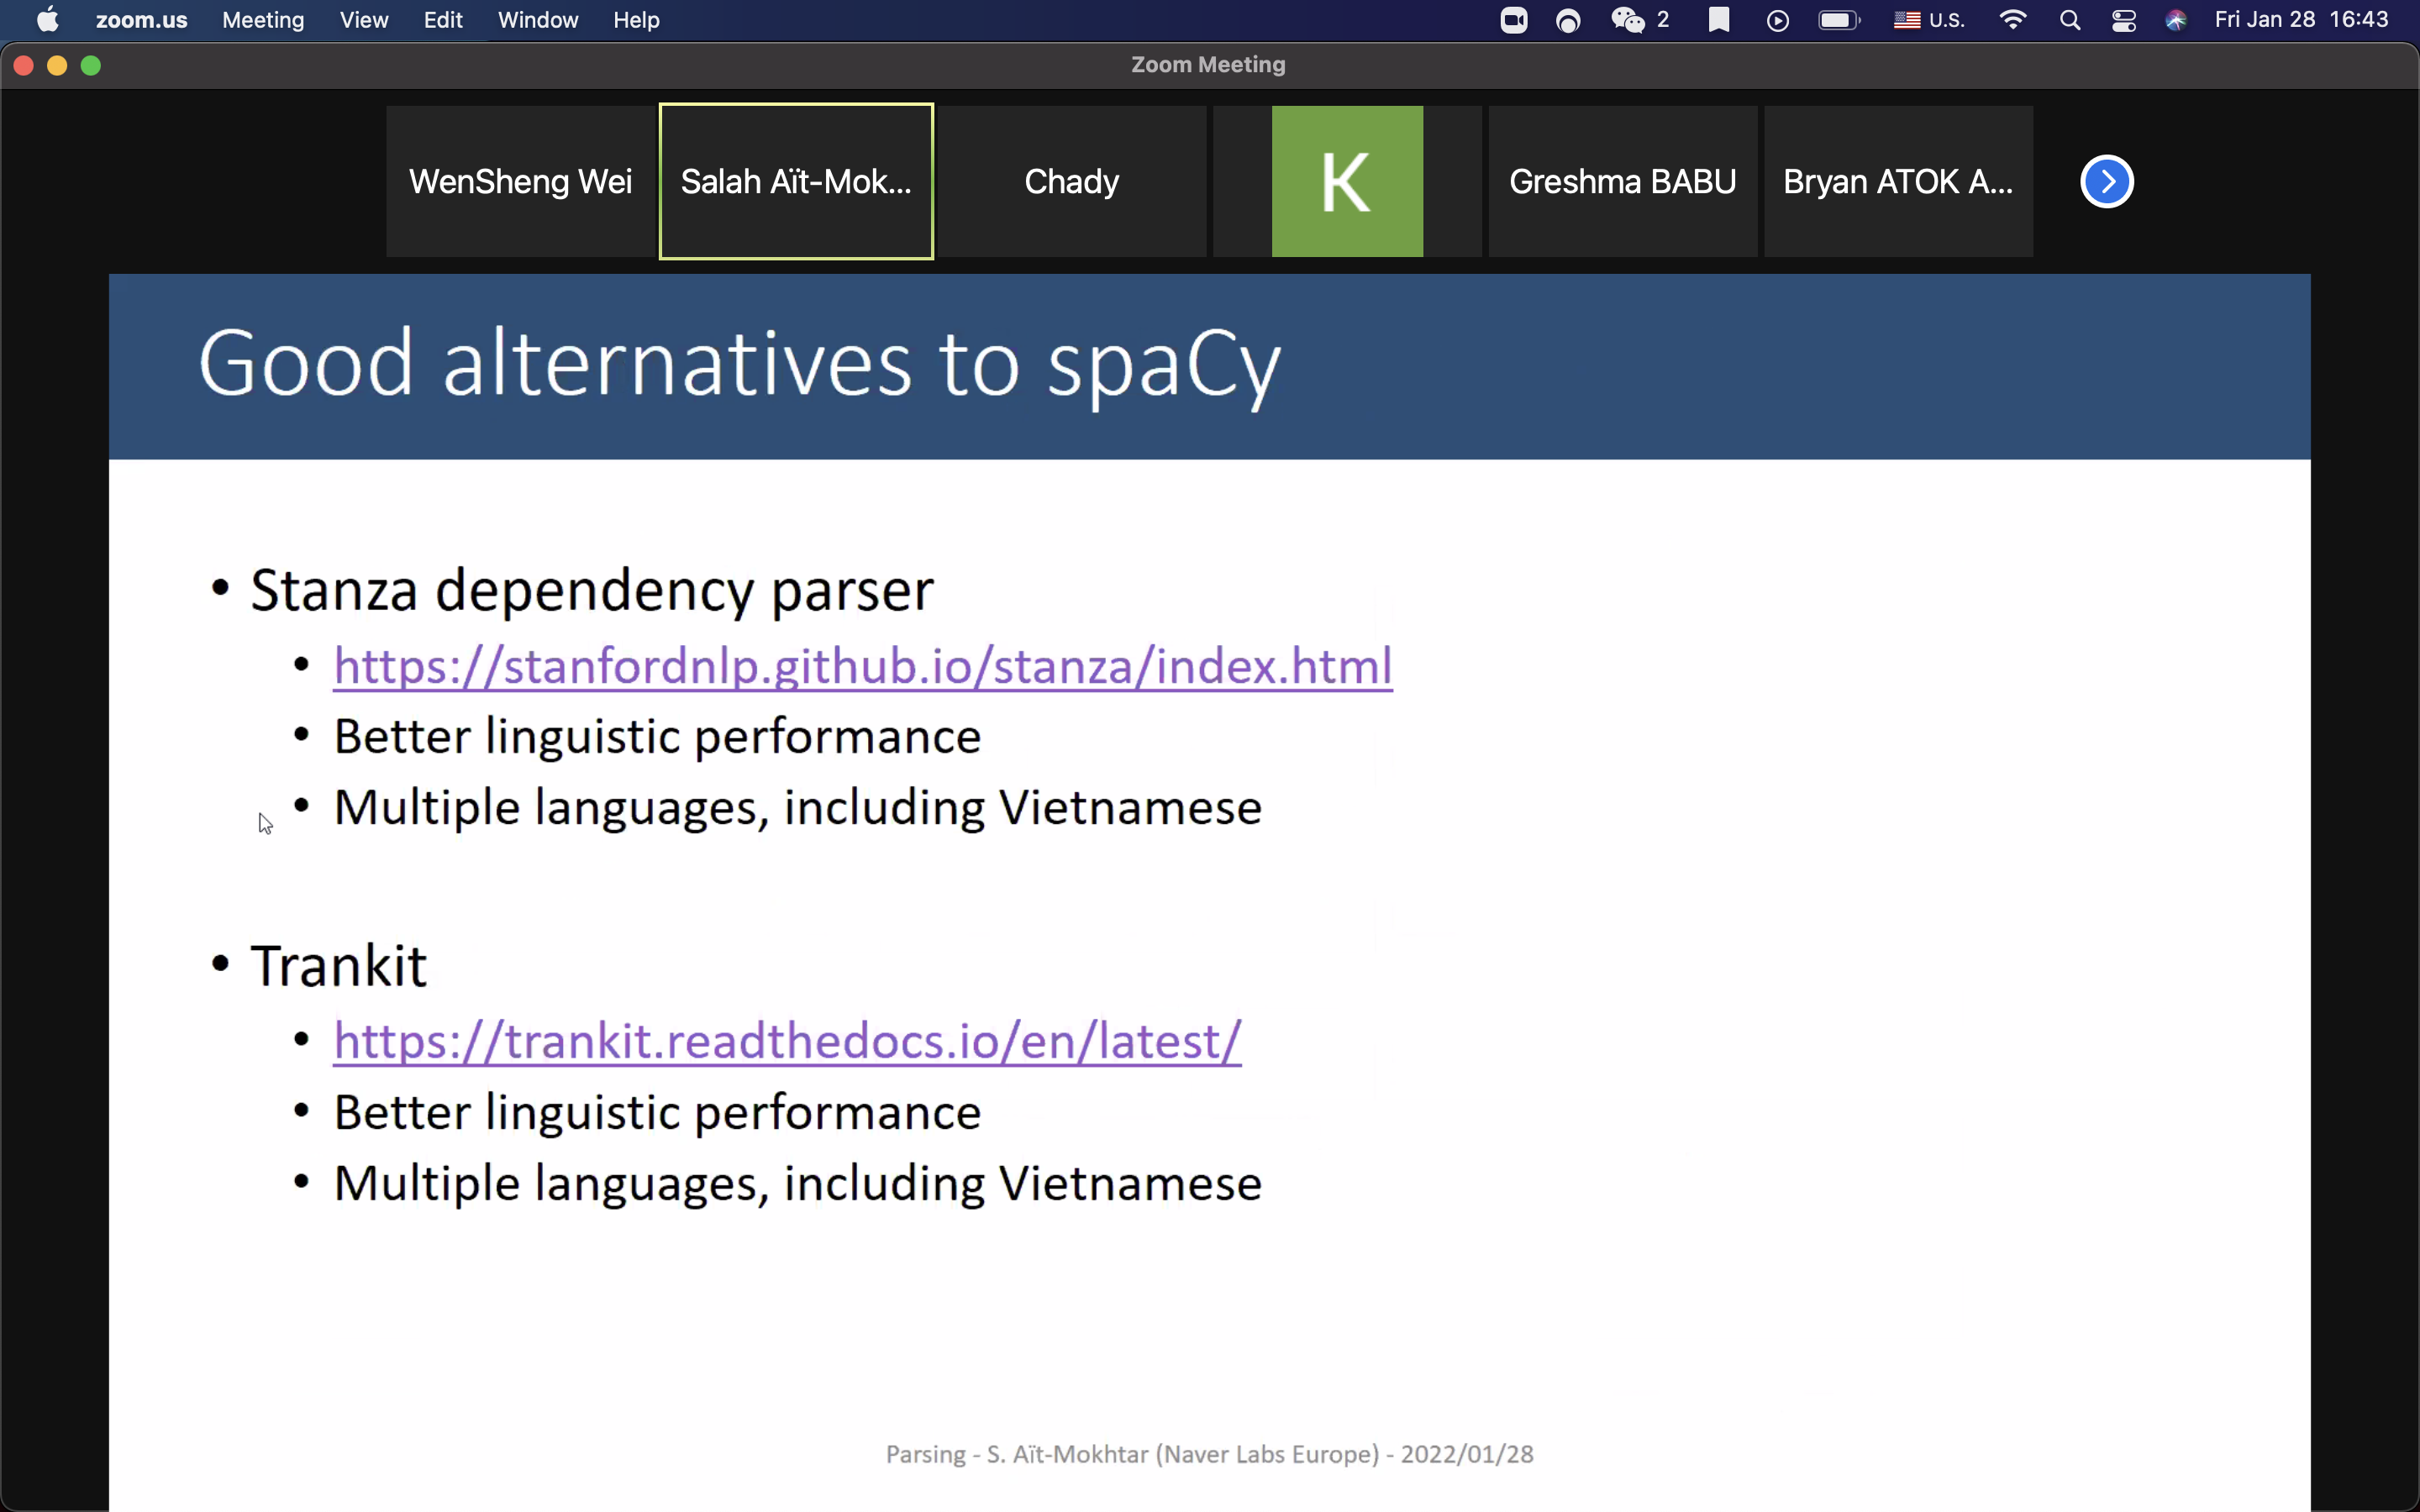 zoom.us Meeting View Edit Window Help 2 U.S. Fri Jan 28 16:43
Zoom Meeting
WenSheng Wei Salah Aït-Mok... Chady K Greshma BABU Bryan ATOK A...
Good alternatives to spaCy
• Stanza dependency parser
• https://stanfordnlp.github.io/stanza/index.html
• Better linguistic performance
• Multiple languages, including Vietnamese
• Trankit
• https://trankit.readthedocs.io/en/latest/
• Better linguistic performance
• Multiple languages, including Vietnamese
Parsing - S. Aït-Mokhtar (Naver Labs Europe) - 2022/01/28